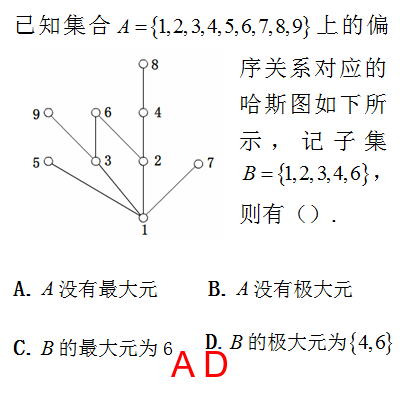 已知集合 A={1,2,3,4,5,6,7,8,9} 上的偏
序关系对应的
哈斯图如下所
示，记子集
B={1,2,3,4,6}，
则有（）.
8
9 6 4
5 3 2 7
1
A. A 没有最大元 B. A 没有极大元
C. B 的最大元为 6 D. B 的极大元为{4,6}
A D